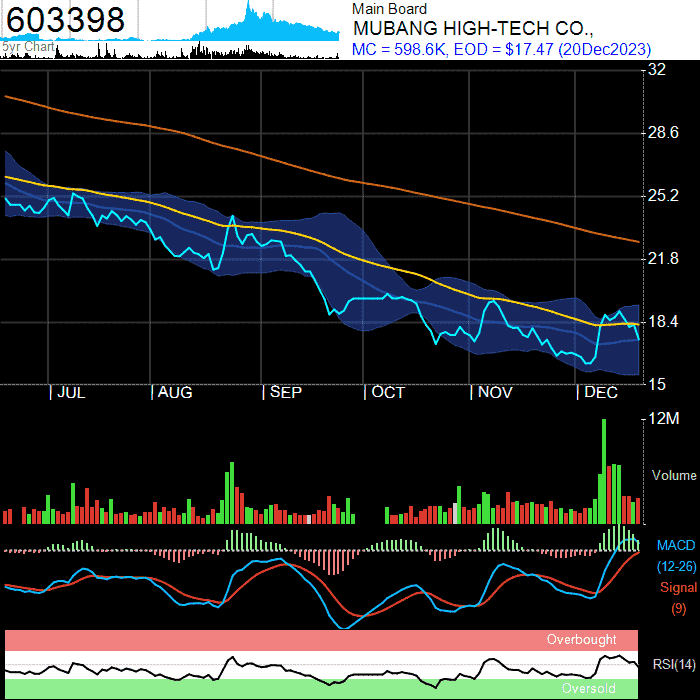 603398
5yr Chart
Main Board
MUBANG HIGH-TECH CO.,
MC = 598.6K, EOD = $17.47 (20Dec2023)
32
28.6
25.2
21.8
18.4
15
| JUL | AUG | SEP | OCT | NOV | DEC
12M
Volume
MACD
(12-26)
Signal
(9)
Overbought
RSI(14)
Oversold